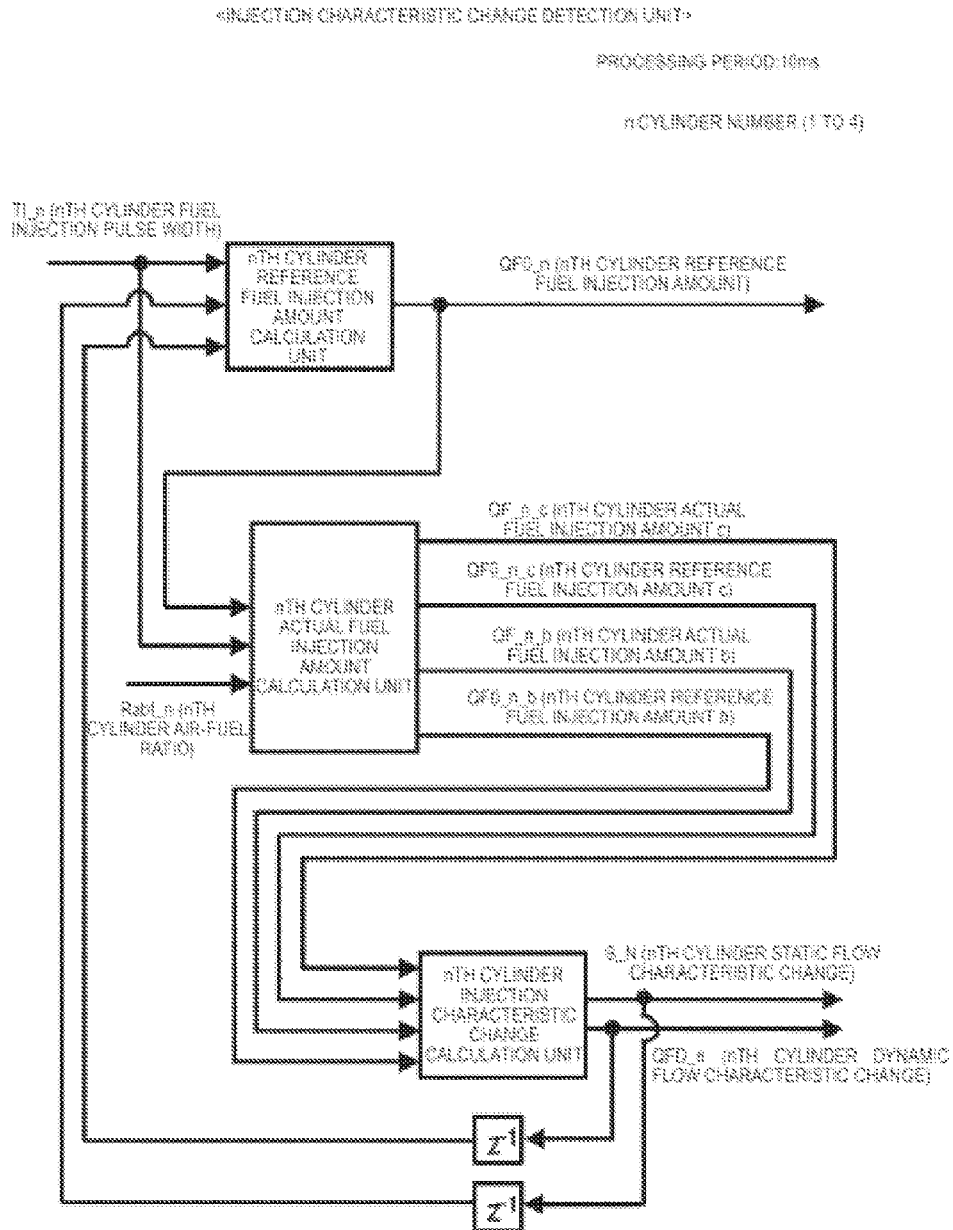 <INJECTION CHARACTERISTIC CHANGE DETECTION UNIT>
PROCESSING PERIOD:10ms
n:CYLINDER NUMBER (1 TO 4)
TI_n (nTH CYLINDER FUEL
INJECTION PULSE WIDTH)
nTH CYLINDER
REFERENCE
FUEL INJECTION
AMOUNT
CALCULATION
UNIT
QF0_n (nTH CYLINDER REFERENCE
FUEL INJECTION AMOUNT)
QF_n_c (nTH CYLINDER ACTUAL
FUEL INJECTION AMOUNT c)
QF0_n_c (nTH CYLINDER REFERENCE
FUEL INJECTION AMOUNT c)
nTH CYLINDER
ACTUAL FUEL
INJECTION
AMOUNT
CALCULATION UNIT
QF_n_b (nTH CYLINDER ACTUAL
FUEL INJECTION AMOUNT b)
QF0_n_b (nTH CYLINDER REFERENCE
FUEL INJECTION AMOUNT b)
Rabf_n (nTH
CYLINDER AIR-FUEL
RATIO)
nTH CYLINDER
INJECTION
CHARACTERISTIC
CHANGE
CALCULATION UNIT
(nTH CYLINDER STATIC FLOW
CHARACTERISTIC CHANGE)
QFD_n (nTH CYLINDER DYNAMIC
FLOW CHARACTERISTIC CHANGE)
Z⁻¹
Z⁻¹